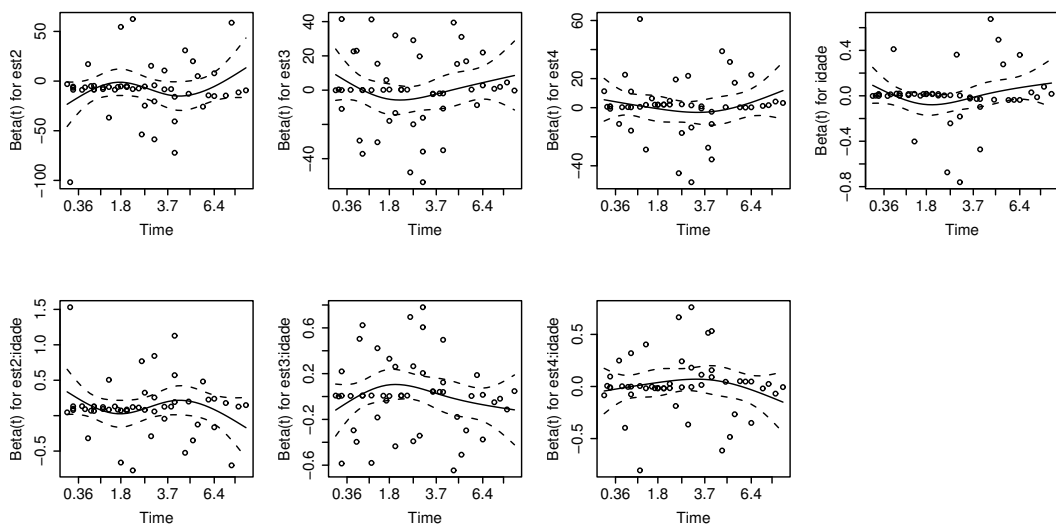 Beta(t) for est2
50
0
−50
−100
0.36 1.8 3.7 6.4
Time
Beta(t) for est3
40
20
0
−40
0.36 1.8 3.7 6.4
Time
Beta(t) for est4
60
20
0
−40
0.36 1.8 3.7 6.4
Time
Beta(t) for idade
0.4
0.0
−0.4
−0.8
0.36 1.8 3.7 6.4
Time
Beta(t) for est2:idade
1.5
1.0
0.5
−0.5
0.36 1.8 3.7 6.4
Time
Beta(t) for est3:idade
0.6
0.2
−0.2
−0.6
0.36 1.8 3.7 6.4
Time
Beta(t) for est4:idade
0.5
0.0
−0.5
0.36 1.8 3.7 6.4
Time